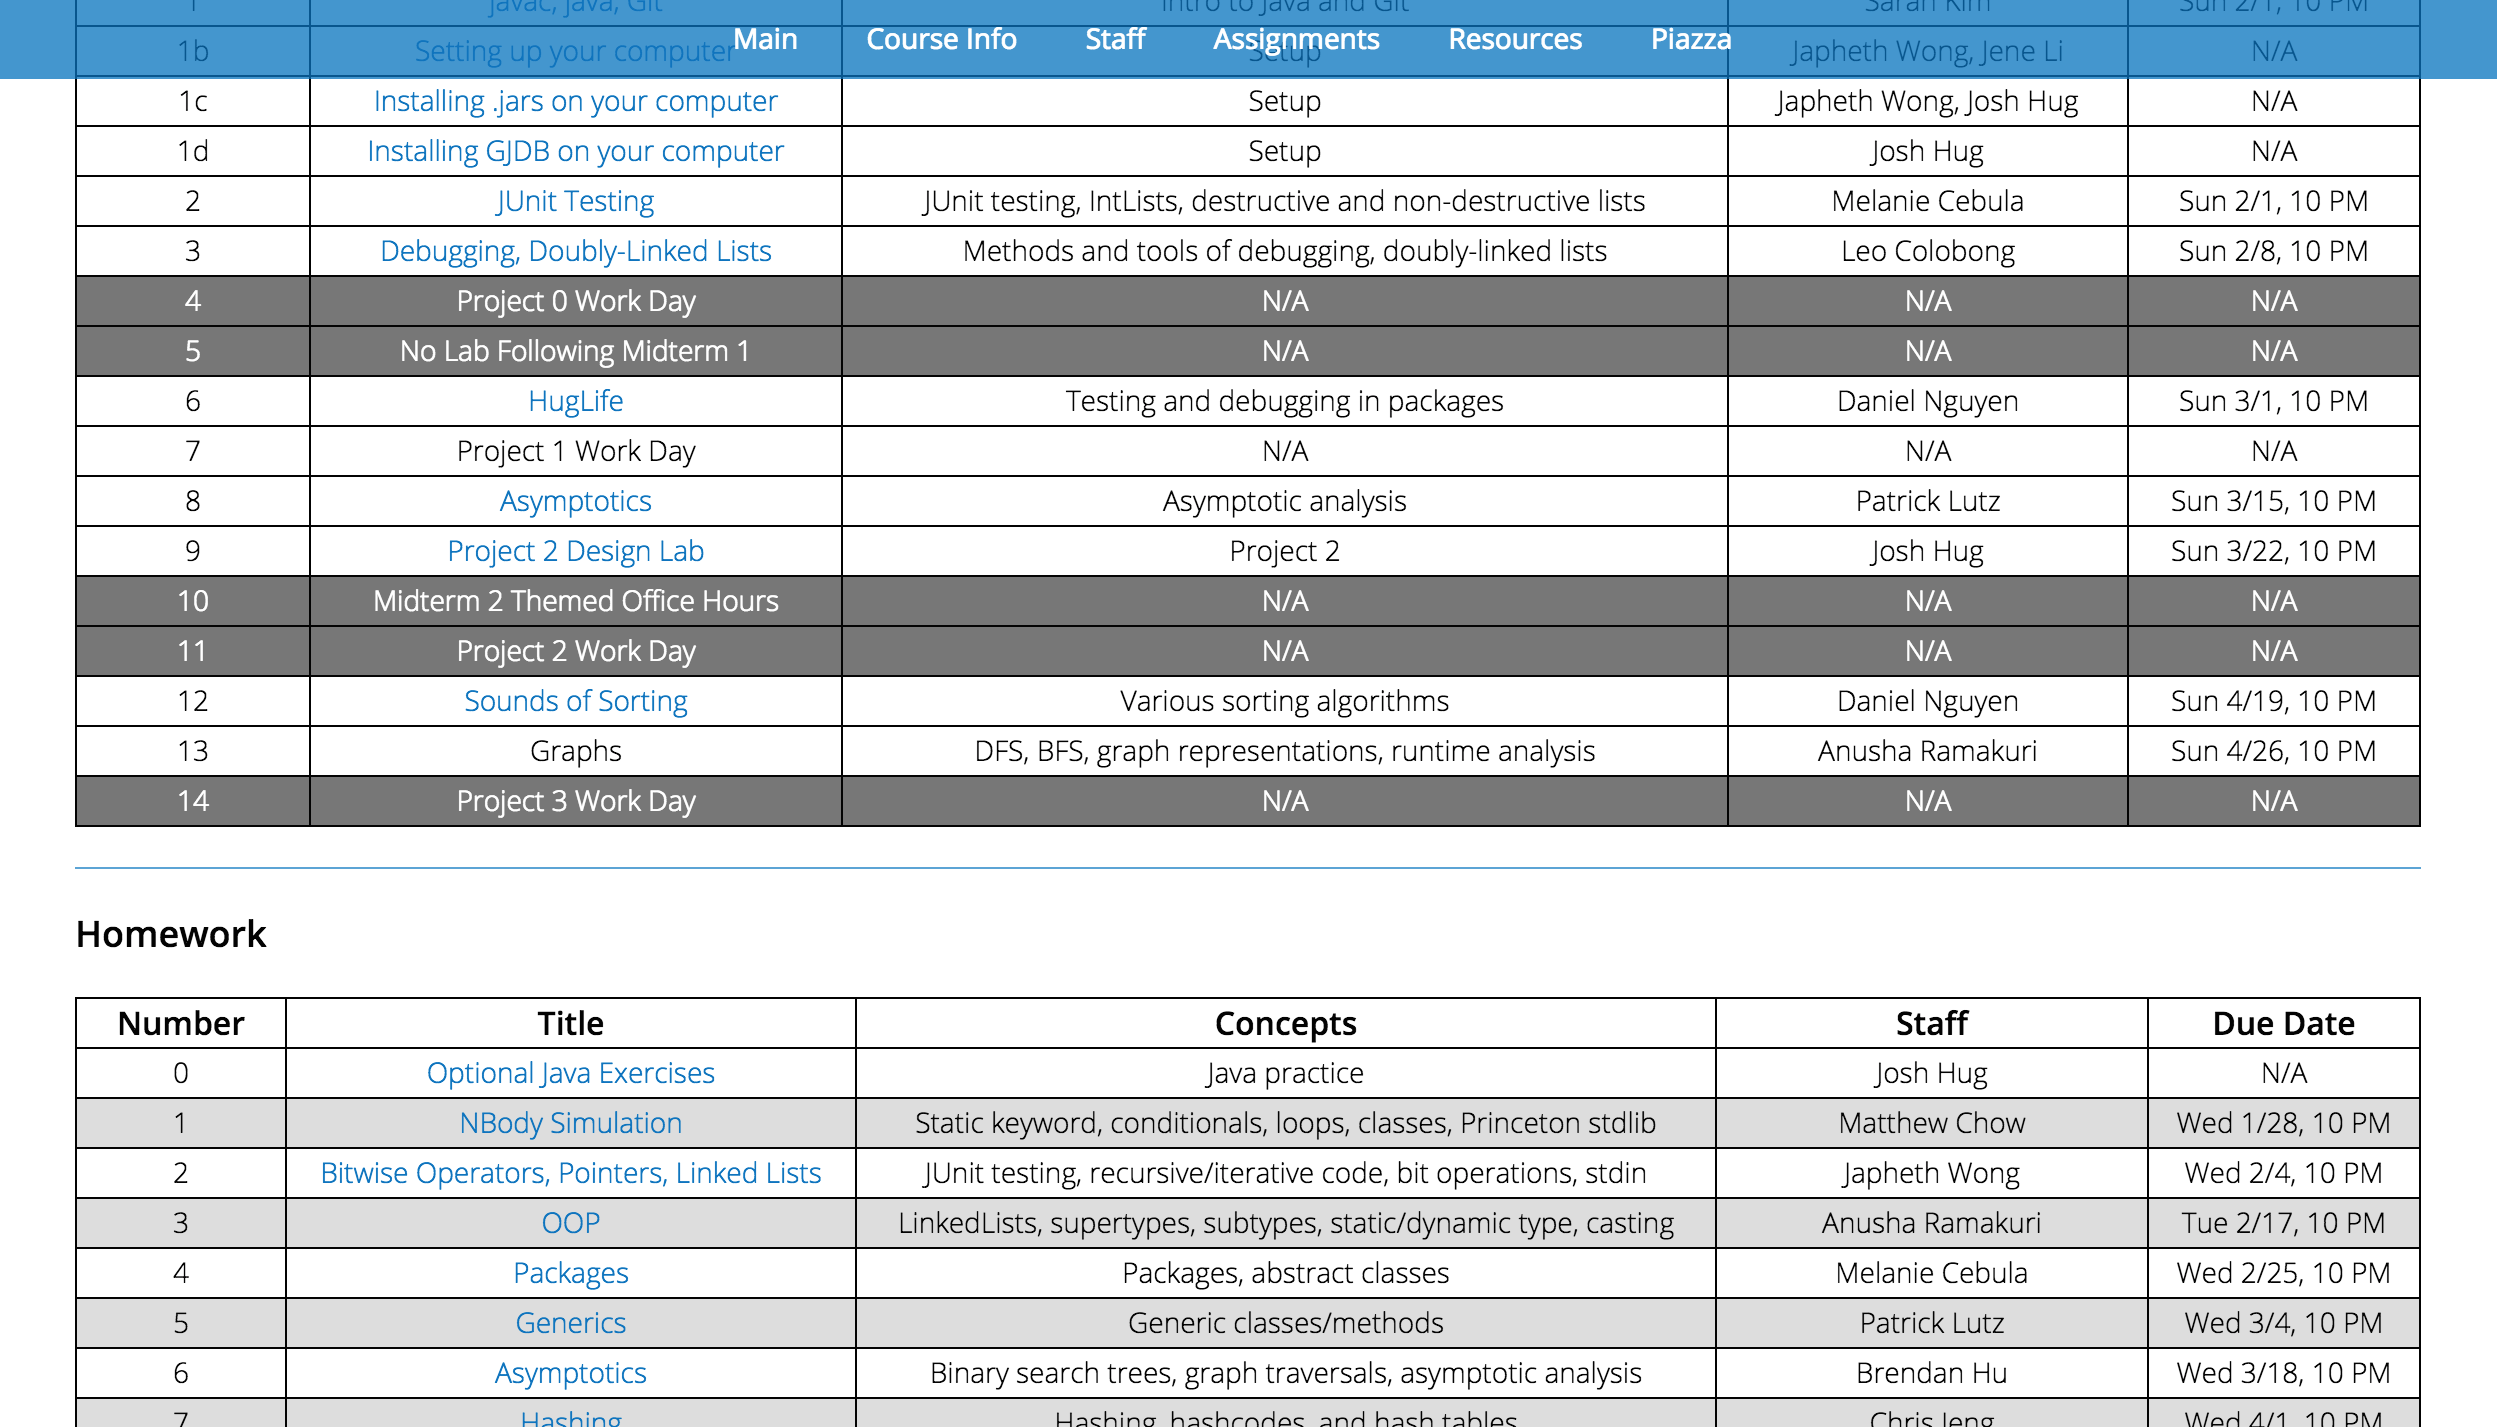 1 javac, java, Git Intro to Java and Git Sarah Kim Sun 2/1, 10 PM
Main Course Info Staff Assignments Resources Piazza
1b Setting up your computer Setup Japheth Wong, Jene Li N/A
1c Installing .jars on your computer Setup Japheth Wong, Josh Hug N/A
1d Installing GJDB on your computer Setup Josh Hug N/A
2 JUnit Testing JUnit testing, IntLists, destructive and non-destructive lists Melanie Cebula Sun 2/1, 10 PM
3 Debugging, Doubly-Linked Lists Methods and tools of debugging, doubly-linked lists Leo Colobong Sun 2/8, 10 PM
4 Project 0 Work Day N/A N/A N/A
5 No Lab Following Midterm 1 N/A N/A N/A
6 HugLife Testing and debugging in packages Daniel Nguyen Sun 3/1, 10 PM
7 Project 1 Work Day N/A N/A N/A
8 Asymptotics Asymptotic analysis Patrick Lutz Sun 3/15, 10 PM
9 Project 2 Design Lab Project 2 Josh Hug Sun 3/22, 10 PM
10 Midterm 2 Themed Office Hours N/A N/A N/A
11 Project 2 Work Day N/A N/A N/A
12 Sounds of Sorting Various sorting algorithms Daniel Nguyen Sun 4/19, 10 PM
13 Graphs DFS, BFS, graph representations, runtime analysis Anusha Ramakuri Sun 4/26, 10 PM
14 Project 3 Work Day N/A N/A N/A
Homework
Number Title Concepts Staff Due Date
0 Optional Java Exercises Java practice Josh Hug N/A
1 NBody Simulation Static keyword, conditionals, loops, classes, Princeton stdlib Matthew Chow Wed 1/28, 10 PM
2 Bitwise Operators, Pointers, Linked Lists JUnit testing, recursive/iterative code, bit operations, stdin Japheth Wong Wed 2/4, 10 PM
3 OOP LinkedLists, supertypes, subtypes, static/dynamic type, casting Anusha Ramakuri Tue 2/17, 10 PM
4 Packages Packages, abstract classes Melanie Cebula Wed 2/25, 10 PM
5 Generics Generic classes/methods Patrick Lutz Wed 3/4, 10 PM
6 Asymptotics Binary search trees, graph traversals, asymptotic analysis Brendan Hu Wed 3/18, 10 PM
7 Hashing Hashing, hashcodes, and hash tables Chris Jeng Wed 4/1, 10 PM